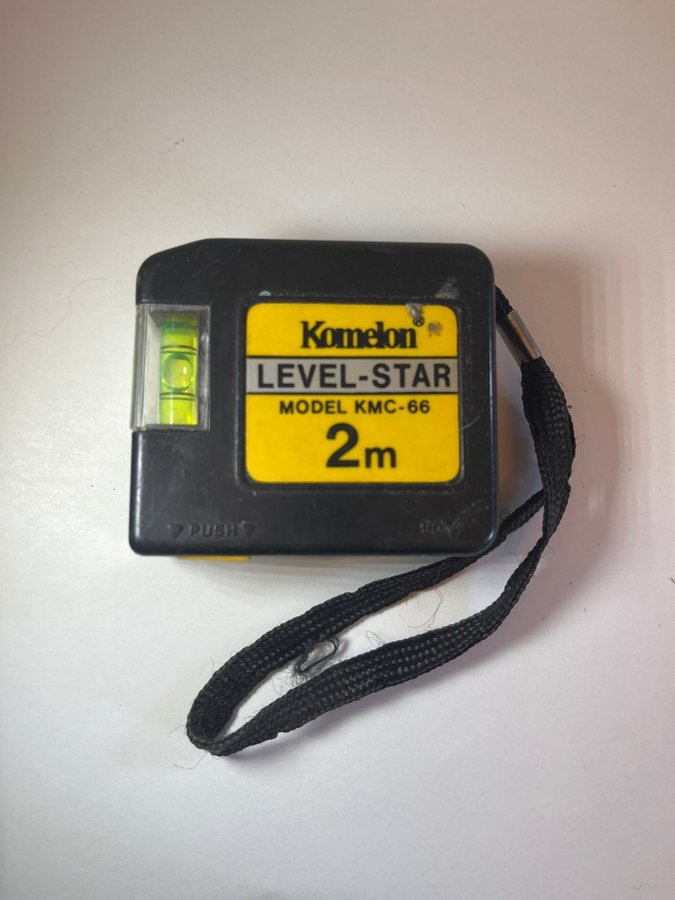 Komelon®
LEVEL-STAR
MODEL KMC-66
2m
▼ PUSH ▼